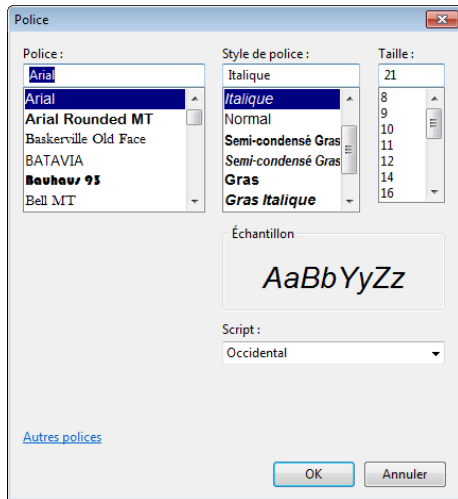 Police
Police :
Style de police :
Taille :
Arial
Italique
21
Arial
Arial Rounded MT
Baskerville Old Face
BATAVIA
Bauhaus 93
Bell MT
Italique
Normal
Semi-condensé Gras
Semi-condensé Gras
Gras
Gras Italique
8
9
10
11
12
14
16
Échantillon
AaBbYyZz
Script :
Occidental
Autres polices
OK
Annuler